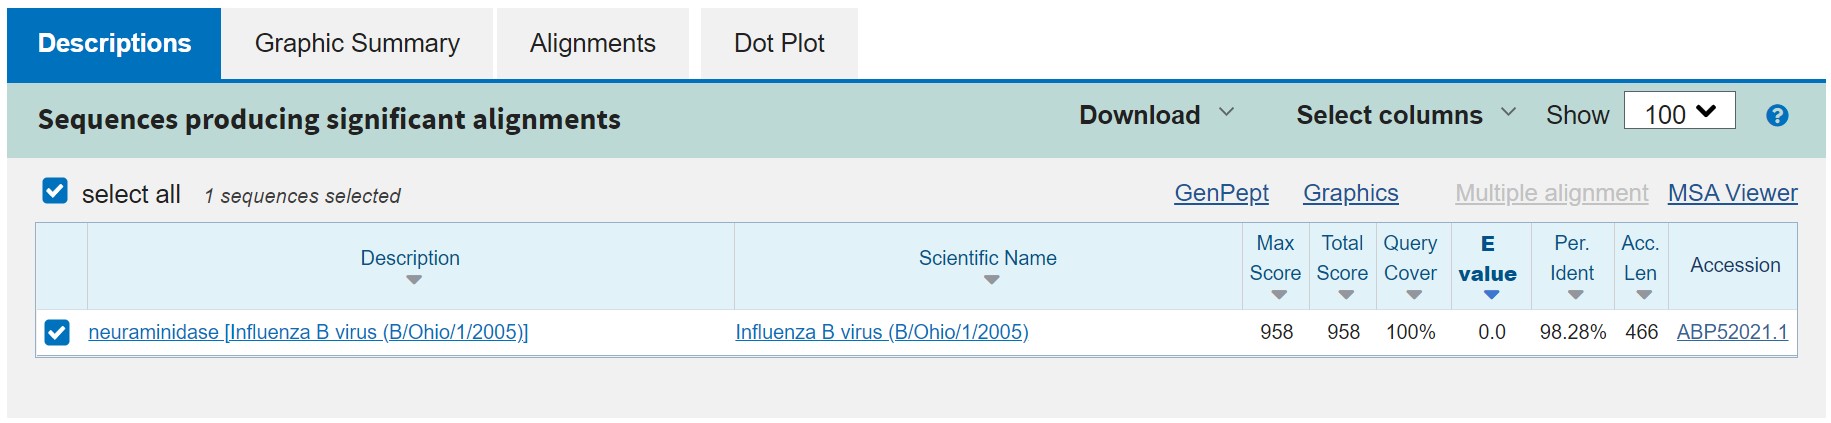 Descriptions Graphic Summary Alignments Dot Plot
Sequences producing significant alignments Download Select columns Show 100 ?
select all 1 sequences selected GenPept Graphics Multiple alignment MSA Viewer
Description Scientific Name Max Score Total Score Query Cover E value Per. Ident Acc. Len Accession
neuraminidase [Influenza B virus (B/Ohio/1/2005)] Influenza B virus (B/Ohio/1/2005) 958 958 100% 0.0 98.28% 466 ABP52021.1